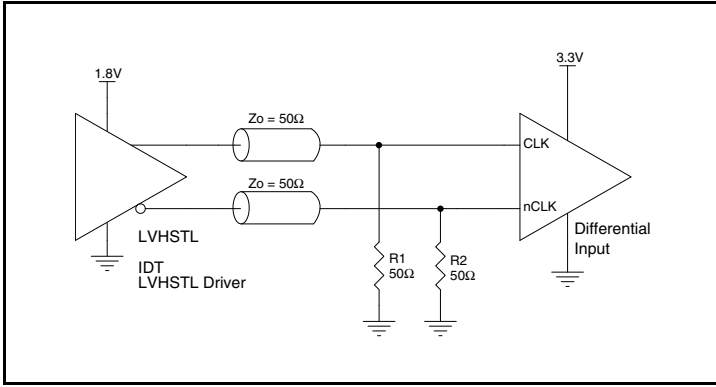 1.8V
3.3V
Zo = 50Ω
CLK
Zo = 50Ω
nCLK
LVHSTL
IDT
LVHSTL Driver
R1
50Ω
R2
50Ω
Differential
Input